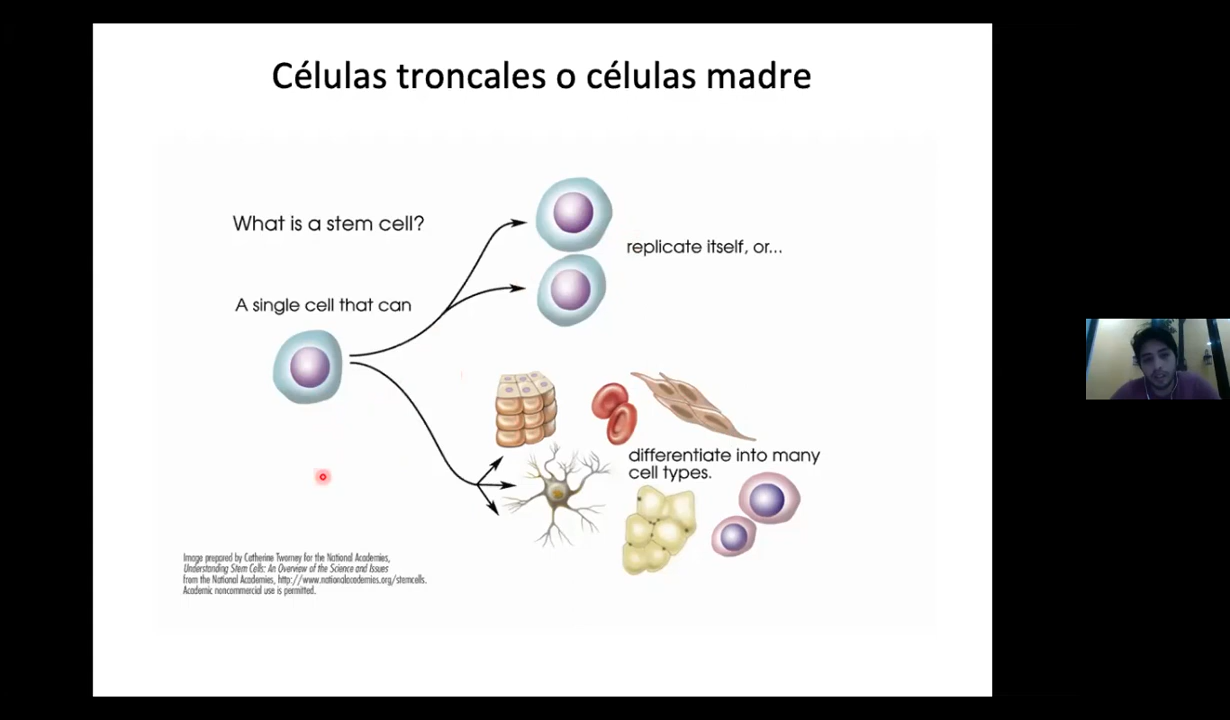 Células troncales o células madre
What is a stem cell?
replicate itself, or...
A single cell that can
differentiate into many
cell types.
Image prepared by Catherine Twomey for the National Academies,
Understanding Stem Cells: An Overview of the Science and Issues
from the National Academies, http://www.nationalacademies.org/stemcells.
Academic noncommercial use is permitted.